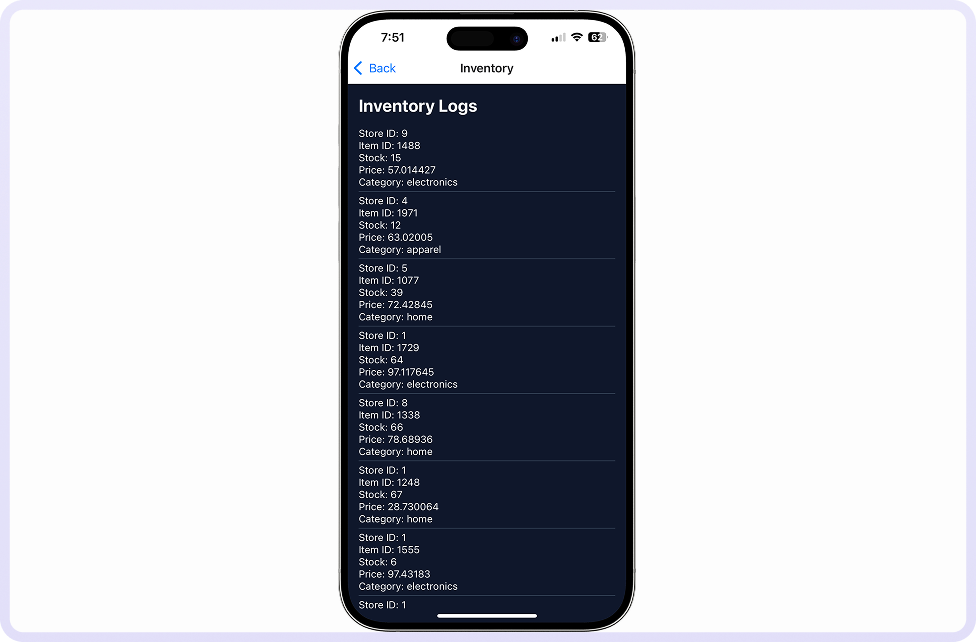 7:51
62
Back
Inventory
Inventory Logs
Store ID: 9
Item ID: 1488
Stock: 15
Price: 57.014427
Category: electronics
Store ID: 4
Item ID: 1971
Stock: 12
Price: 63.02005
Category: apparel
Store ID: 5
Item ID: 1077
Stock: 39
Price: 72.42845
Category: home
Store ID: 1
Item ID: 1729
Stock: 64
Price: 97.117645
Category: electronics
Store ID: 8
Item ID: 1338
Stock: 66
Price: 78.68936
Category: home
Store ID: 1
Item ID: 1248
Stock: 67
Price: 28.730064
Category: home
Store ID: 1
Item ID: 1555
Stock: 6
Price: 97.43183
Category: electronics
Store ID: 1